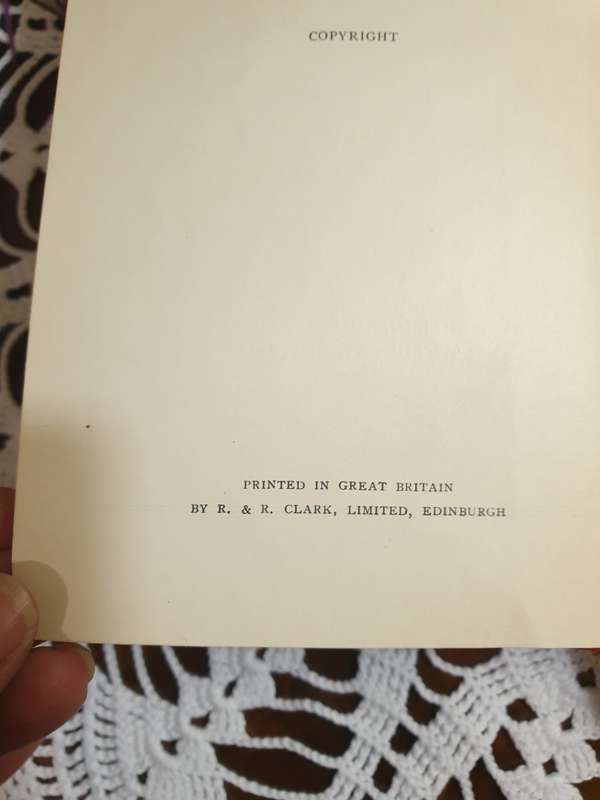 COPYRIGHT
PRINTED IN GREAT BRITAIN
BY R. & R. CLARK, LIMITED, EDINBURGH